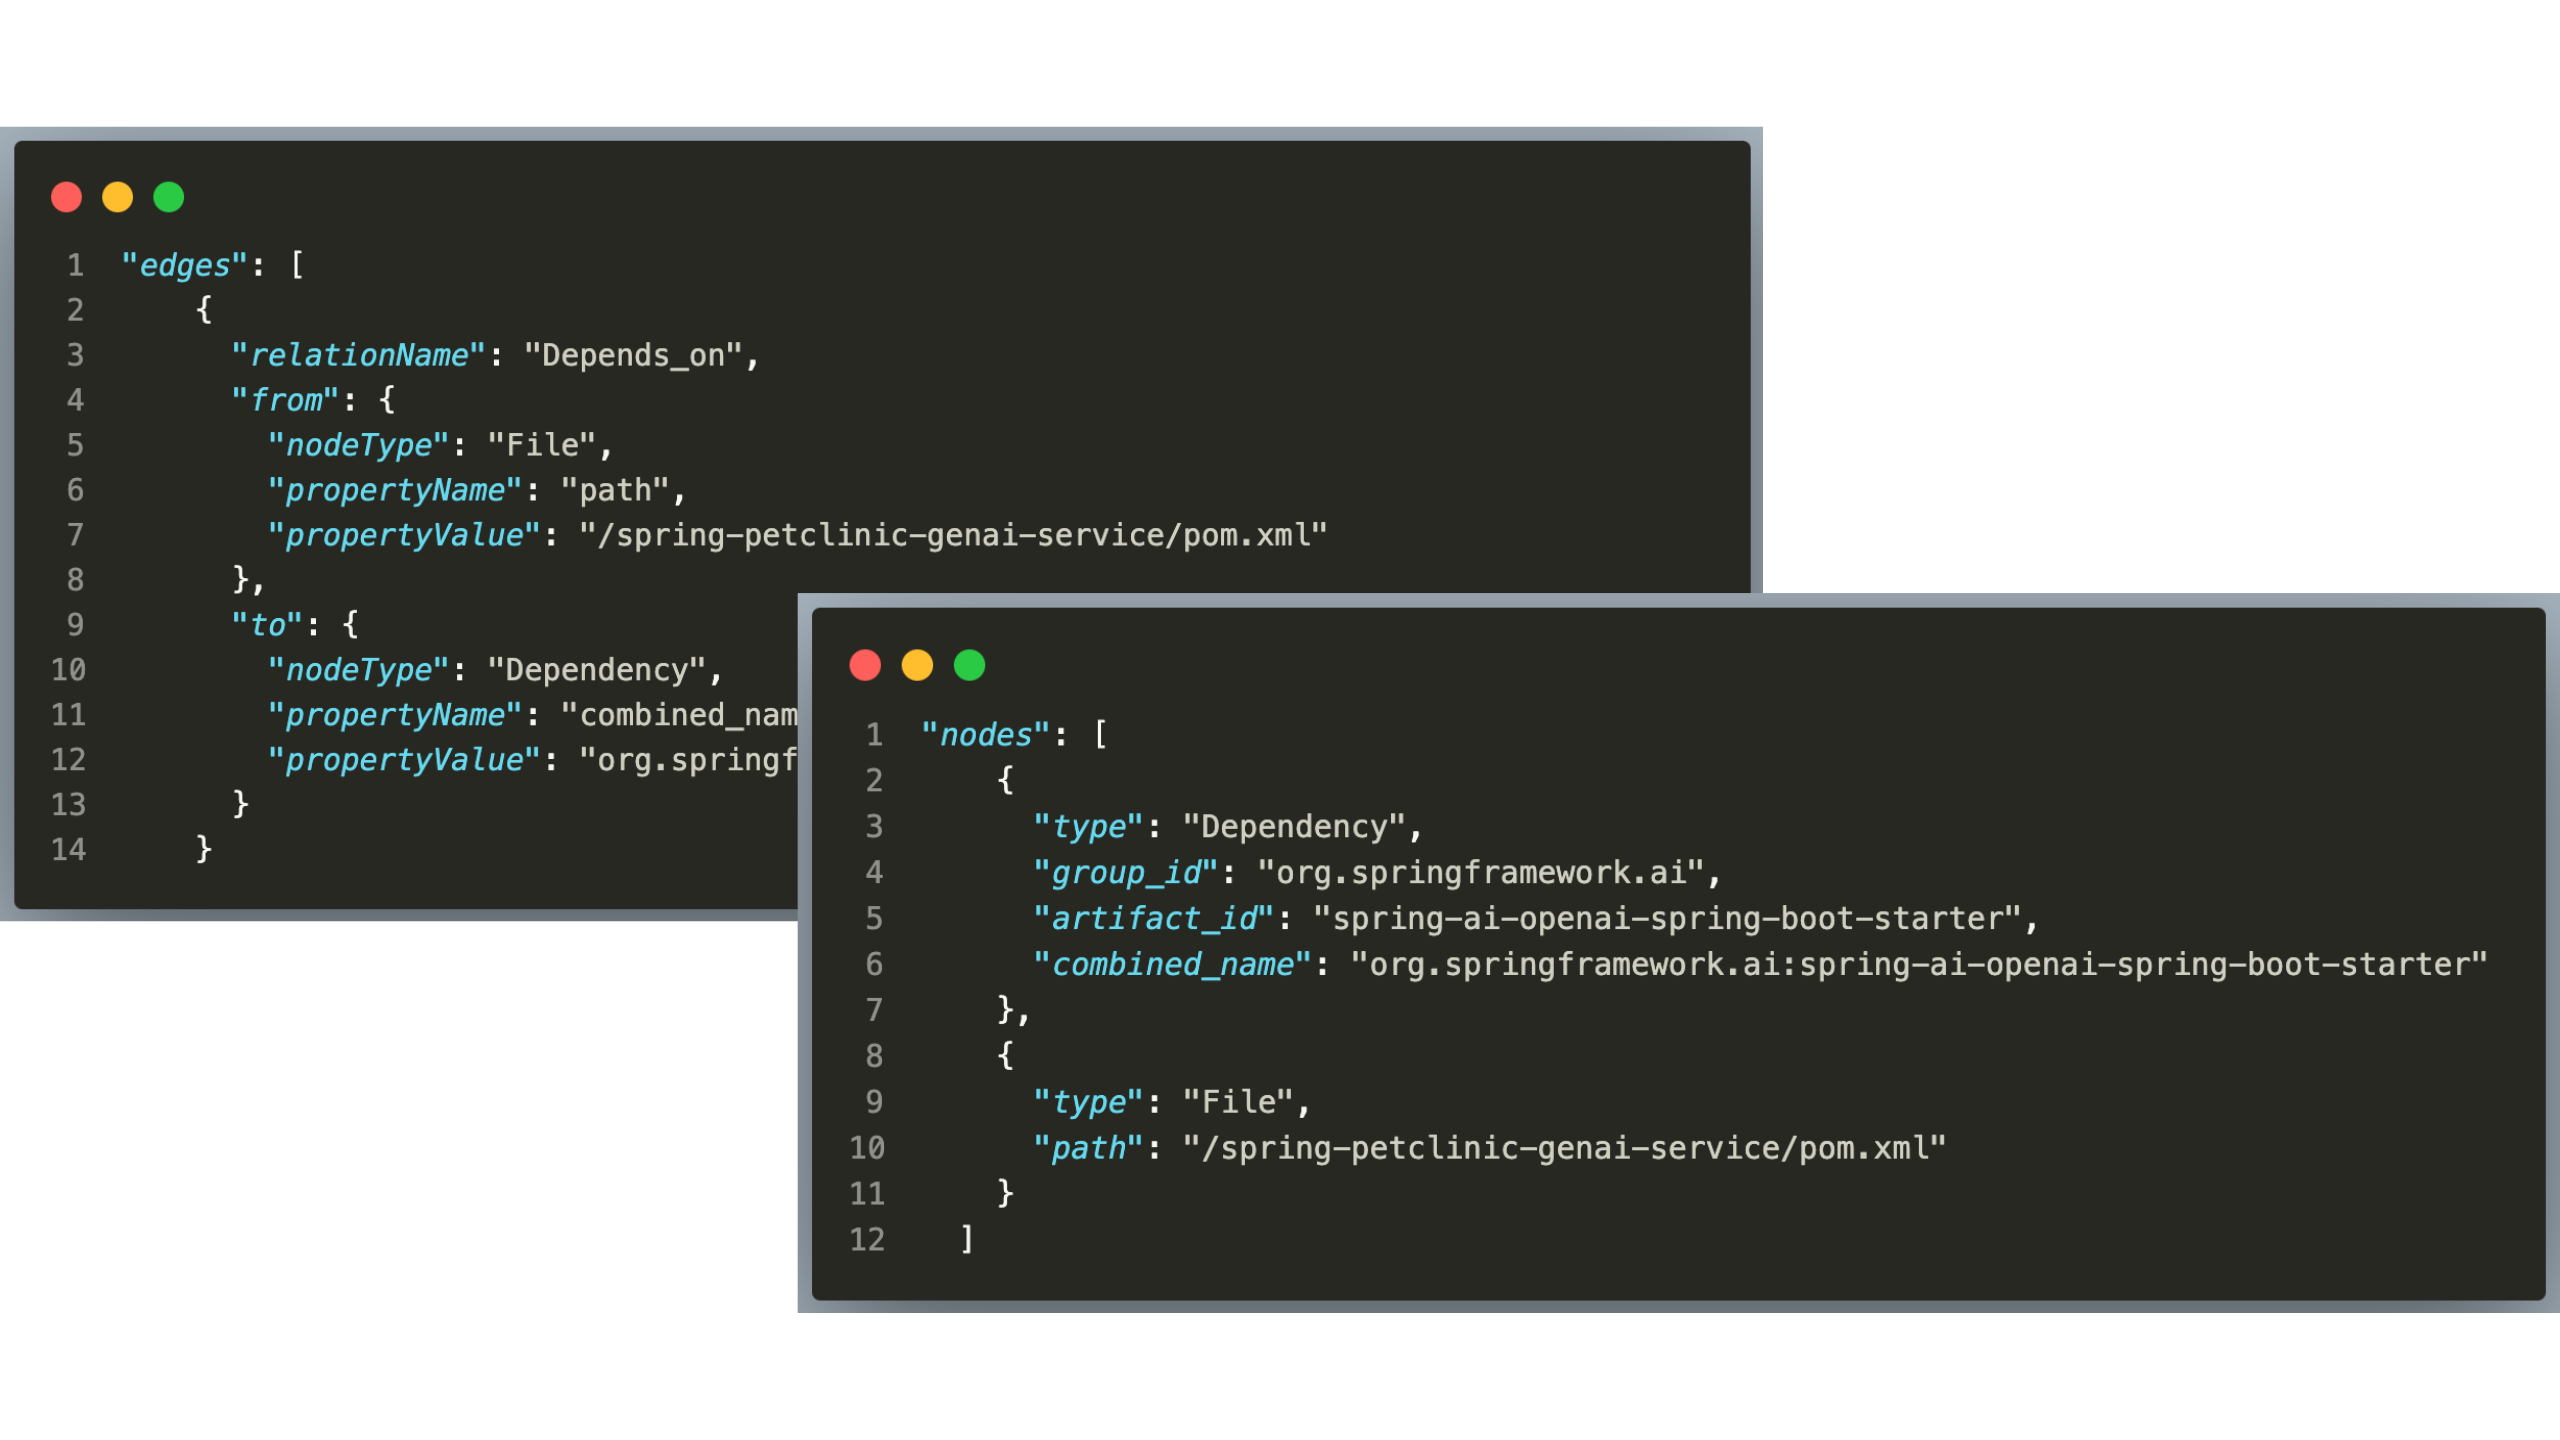 1 "edges": [
2 {
3 "relationName": "Depends_on",
4 "from": {
5 "nodeType": "File",
6 "propertyName": "path",
7 "propertyValue": "/spring-petclinic-genai-service/pom.xml"
8 },
9 "to": {
10 "nodeType": "Dependency",
11 "propertyName": "combined_nam
12 "propertyValue": "org.springf
13 }
14 }
1 "nodes": [
2 {
3 "type": "Dependency",
4 "group_id": "org.springframework.ai",
5 "artifact_id": "spring-ai-openai-spring-boot-starter",
6 "combined_name": "org.springframework.ai:spring-ai-openai-spring-boot-starter"
7 },
8 {
9 "type": "File",
10 "path": "/spring-petclinic-genai-service/pom.xml"
11 }
12 ]